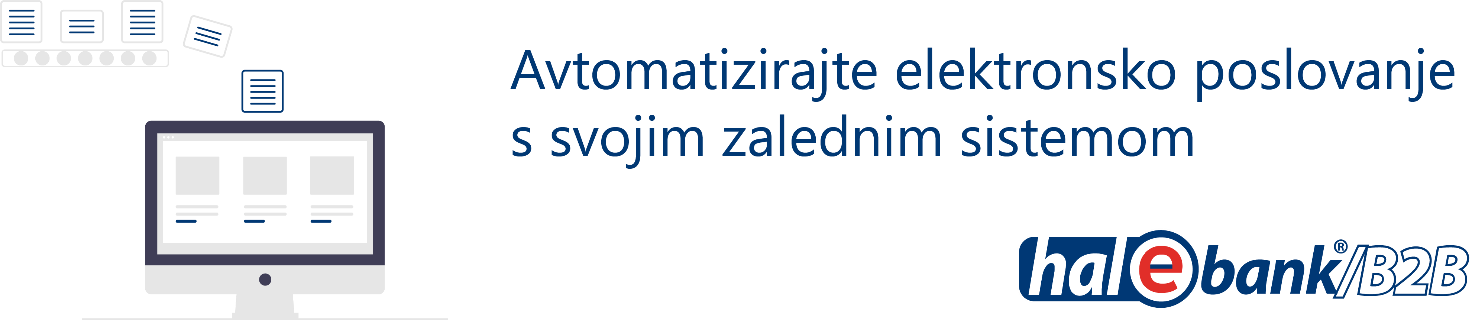 Avtomatizirajte elektronsko poslovanje
s svojim zalednim sistemom
halebank®/B2B